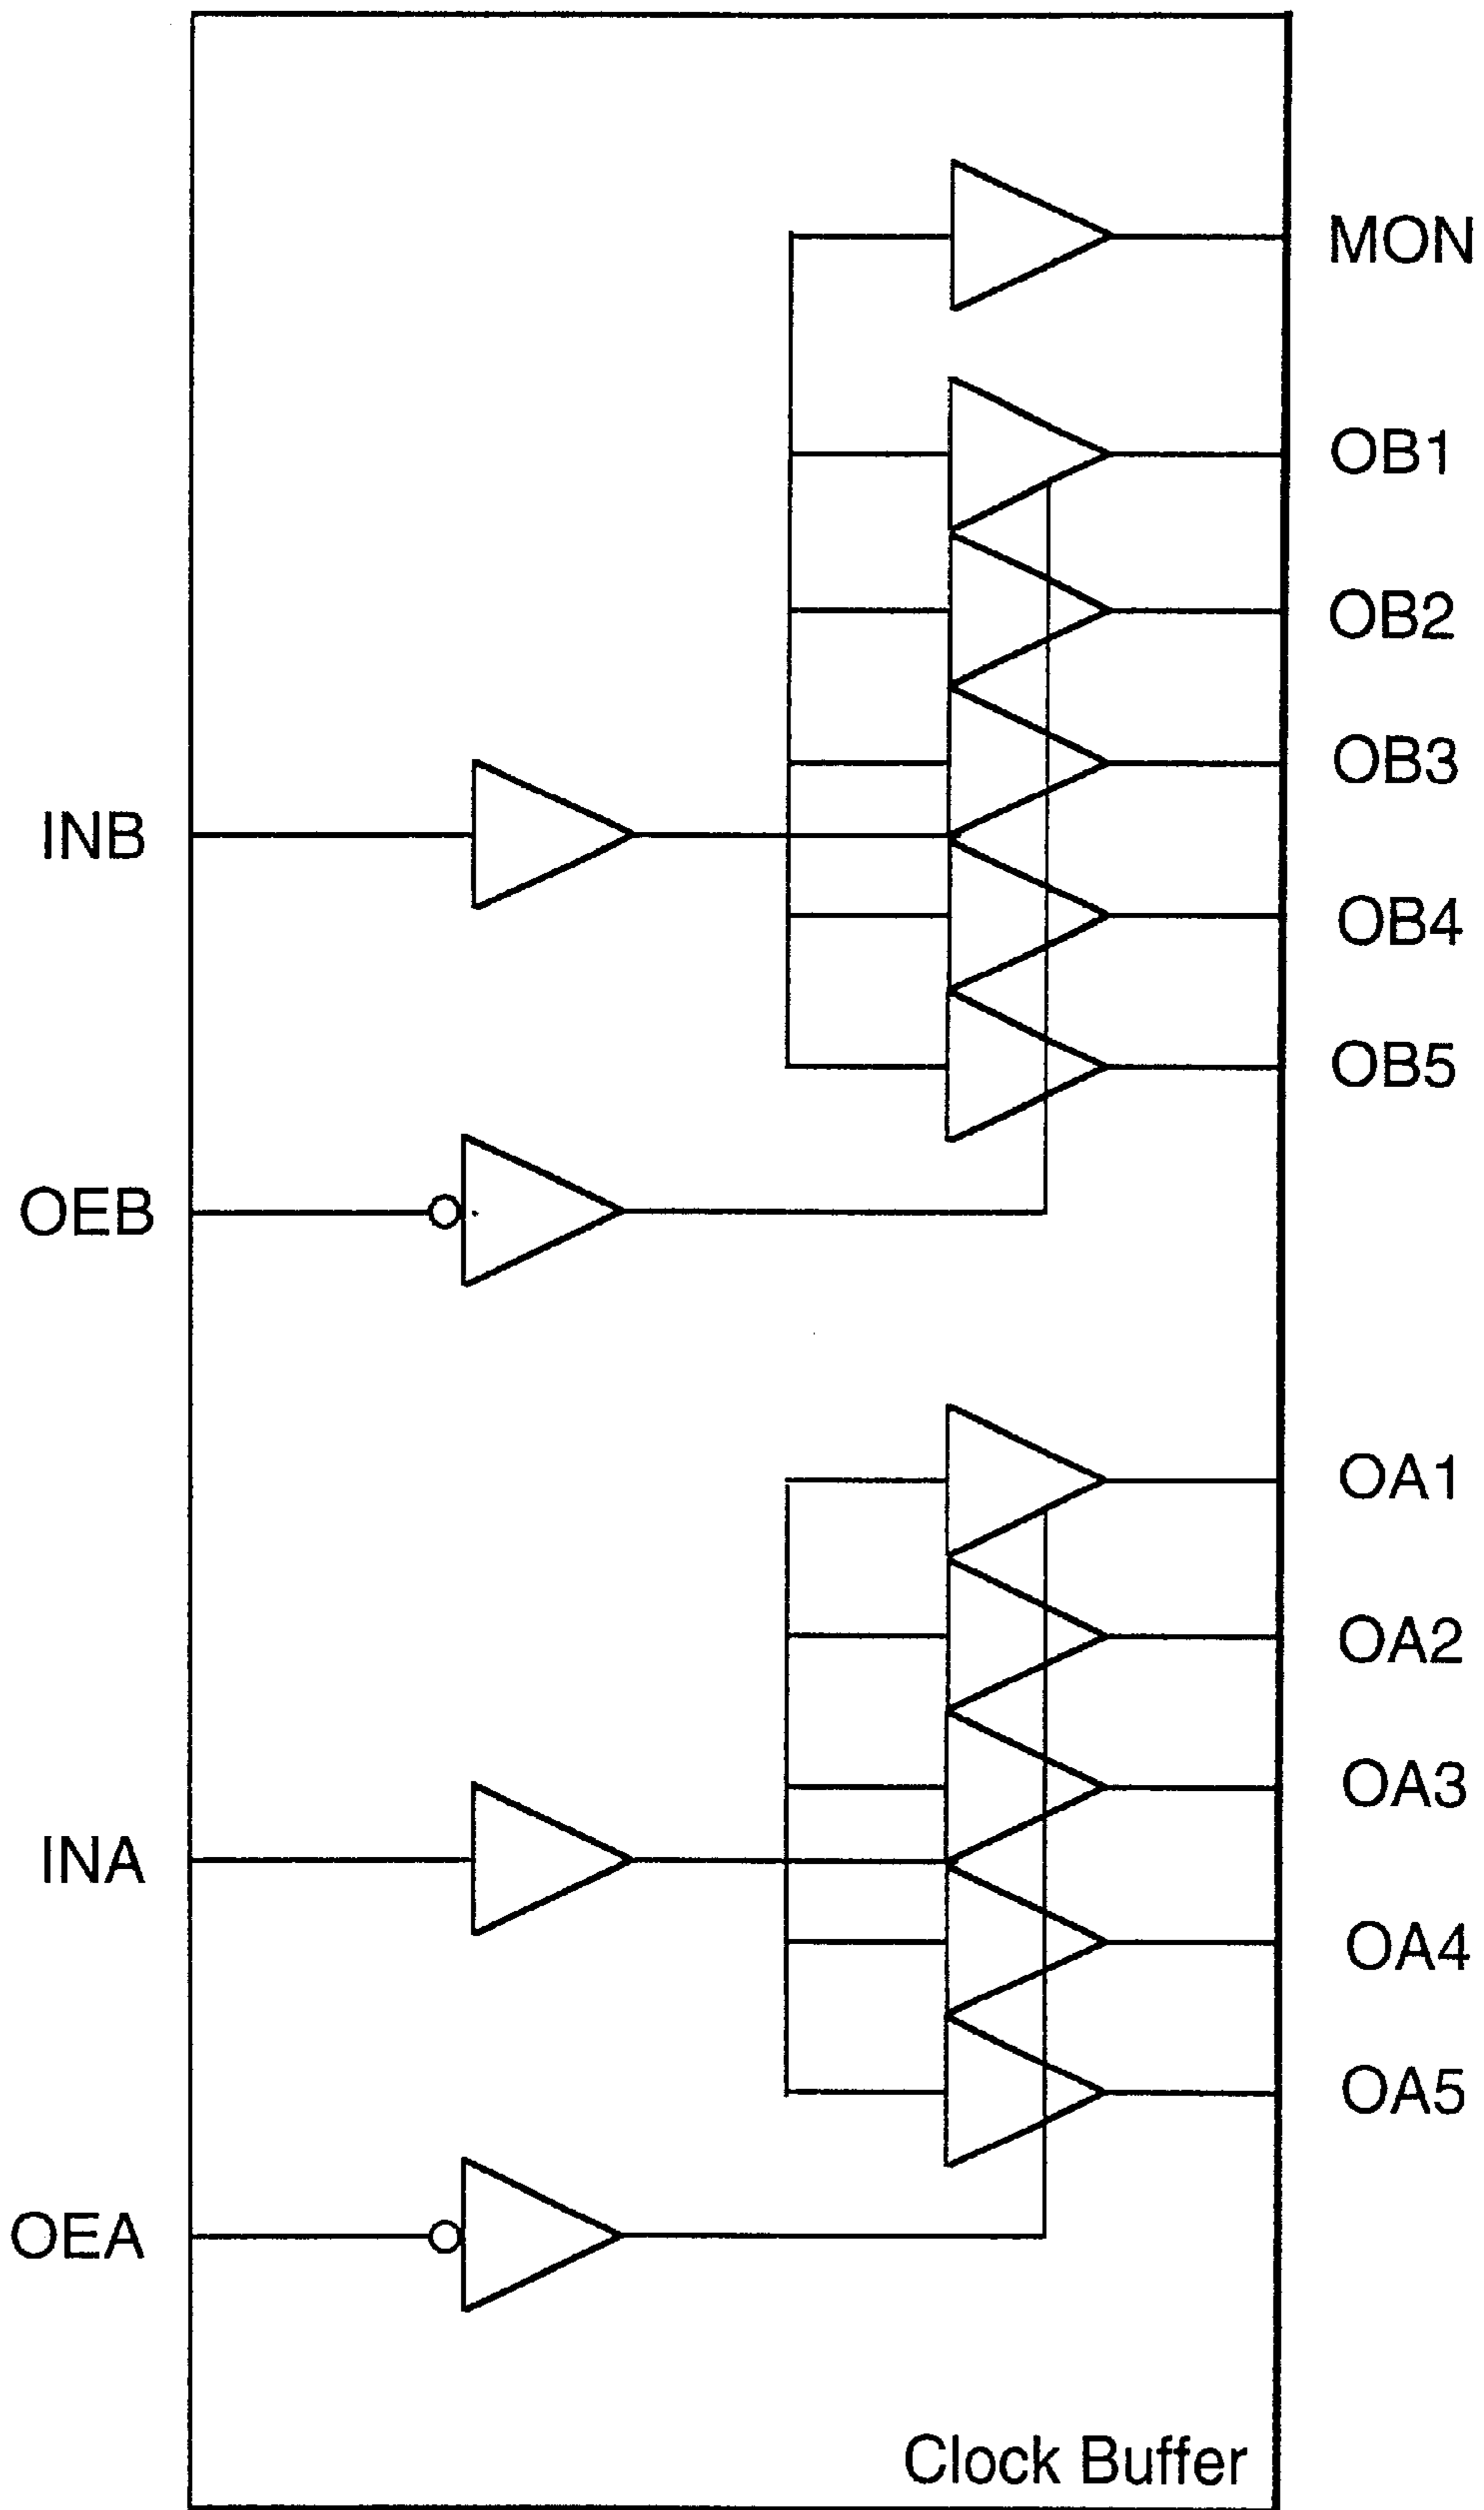 MON
OB1
OB2
OB3
INB
OB4
OB5
OEB
OA1
OA2
OA3
INA
OA4
OA5
OEA
Clock Buffer